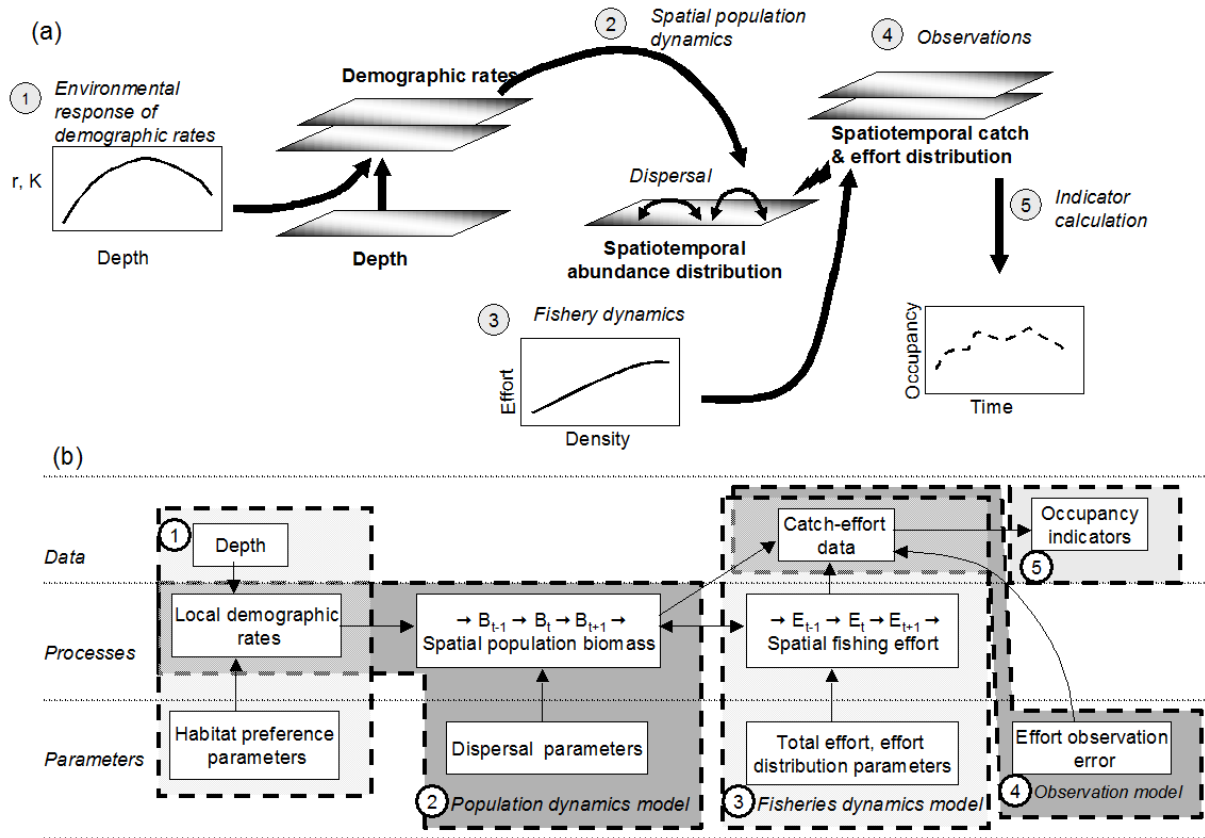 (a)
1
Environmental
response of
demographic rates
r, K
Depth
Demographic rates
Depth
2
Spatial population
dynamics
Dispersal
Spatiotemporal
abundance distribution
3
Fishery dynamics
Effort
Density
4
Observations
Spatiotemporal catch
& effort distribution
5
Indicator
calculation
Occupancy
Time
(b)
Data
Processes
Parameters
1
Depth
Local demographic
rates
Habitat preference
parameters
→ Bt-1 → Bt → Bt+1 →
Spatial population biomass
Dispersal parameters
2 Population dynamics model
Catch-effort
data
→ Et-1 → Et → Et+1 →
Spatial fishing effort
Total effort, effort
distribution parameters
3 Fisheries dynamics model
Occupancy
indicators
5
Effort observation
error
4 Observation model